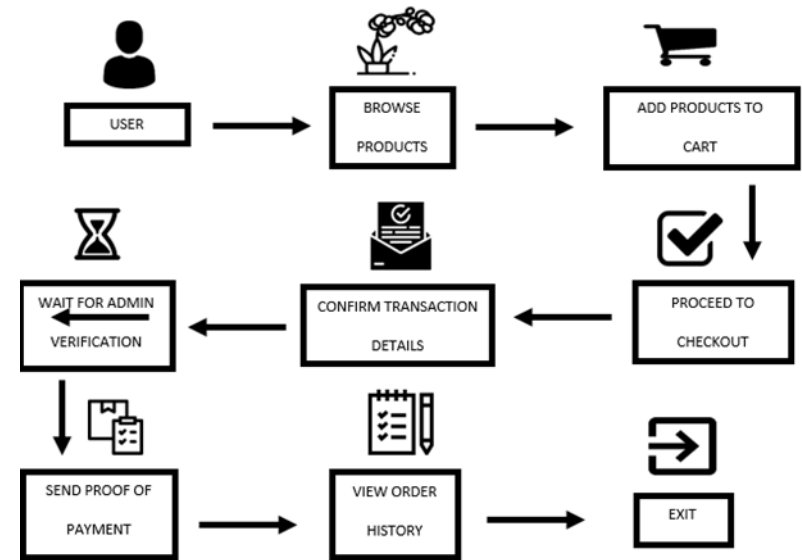 USER
BROWSE
PRODUCTS
ADD PRODUCTS TO
CART
PROCEED TO
CHECKOUT
CONFIRM TRANSACTION
DETAILS
WAIT FOR ADMIN
VERIFICATION
SEND PROOF OF
PAYMENT
VIEW ORDER
HISTORY
EXIT